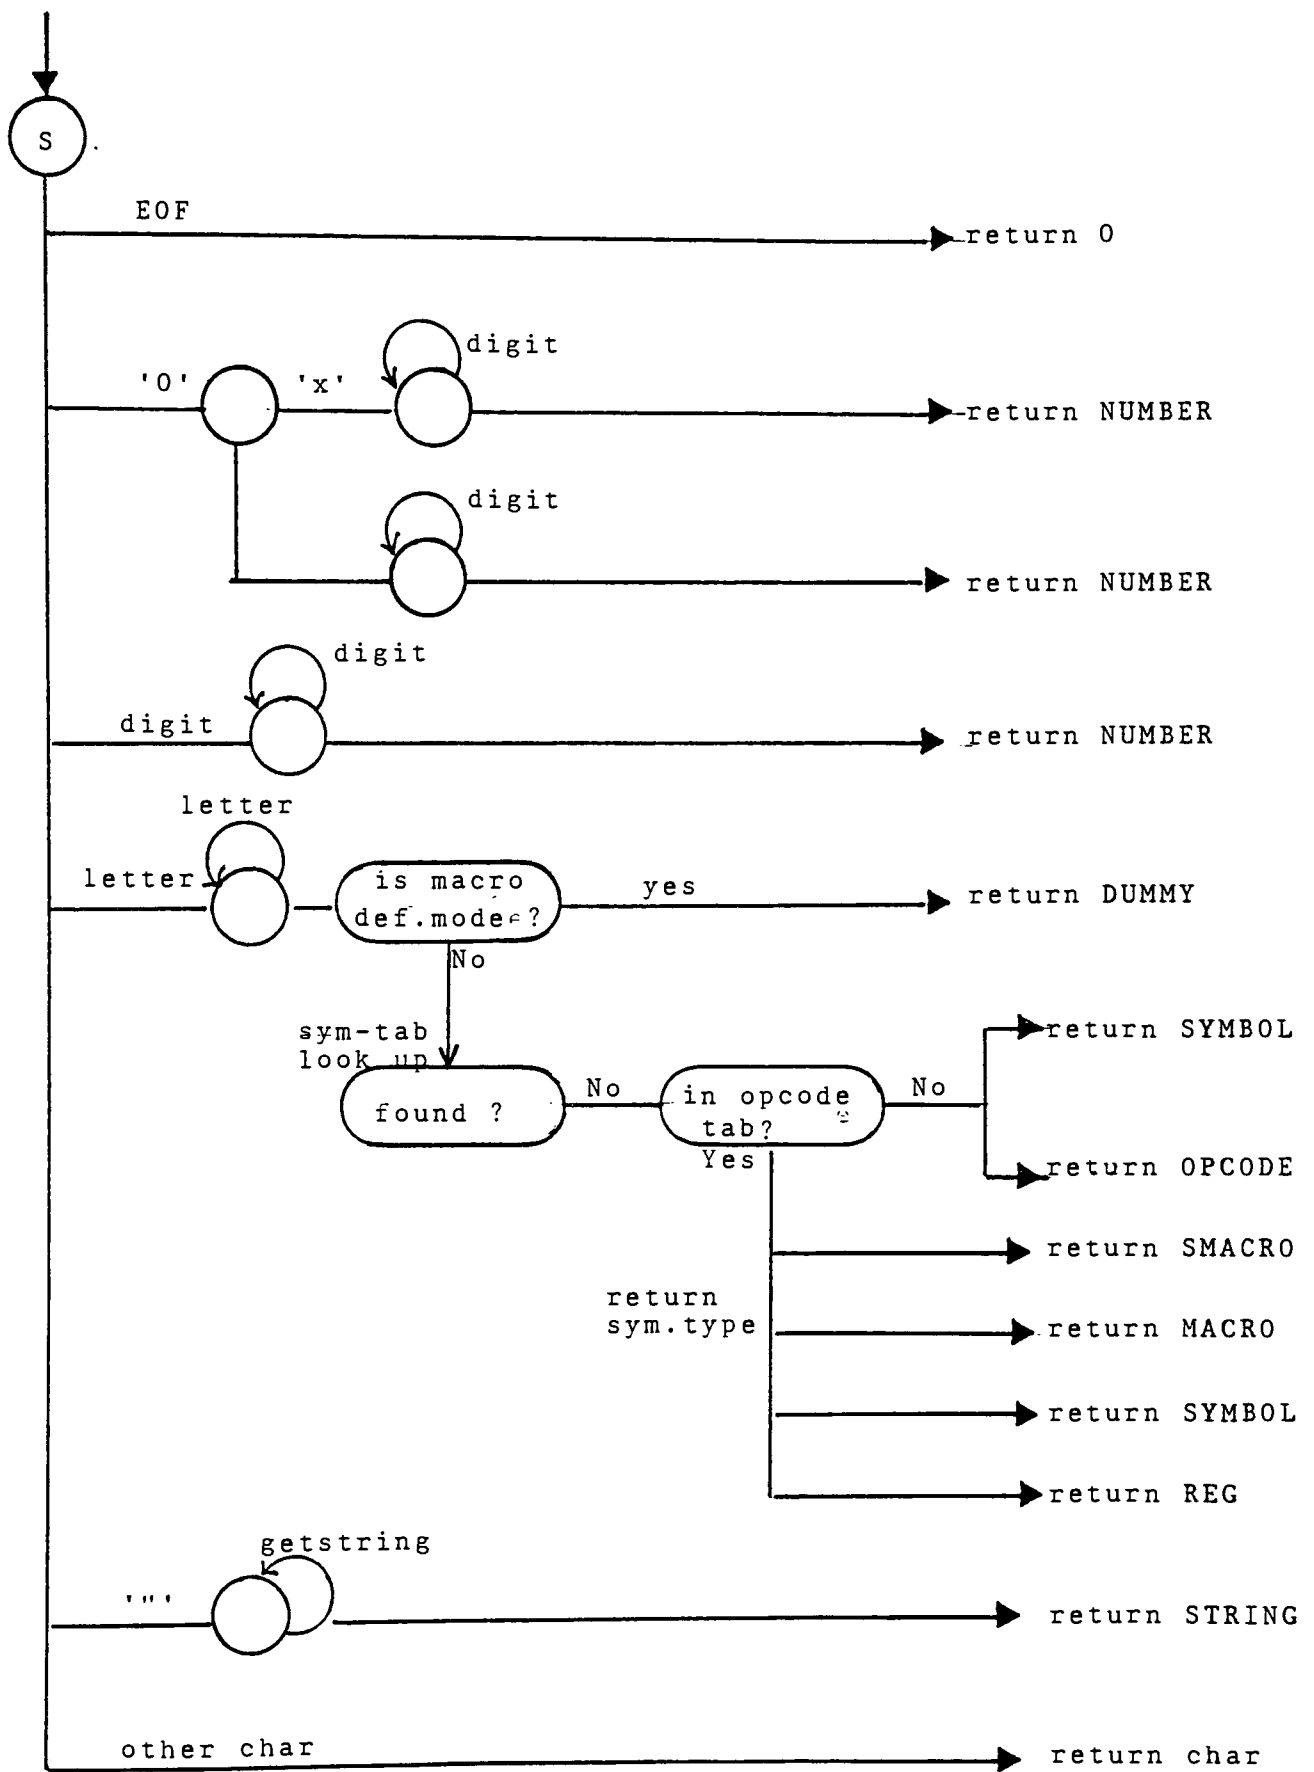 S
EOF
return 0
digit
'0' 'x'
return NUMBER
digit
return NUMBER
digit
digit
return NUMBER
letter
letter
is macro
def.mode ?
yes
return DUMMY
No
sym-tab
look up
found ?
No
in opcode
tab?
No
return SYMBOL
return OPCODE
Yes
return SMACRO
return
sym.type
return MACRO
return SYMBOL
return REG
getstring
'"'
return STRING
other char
return char